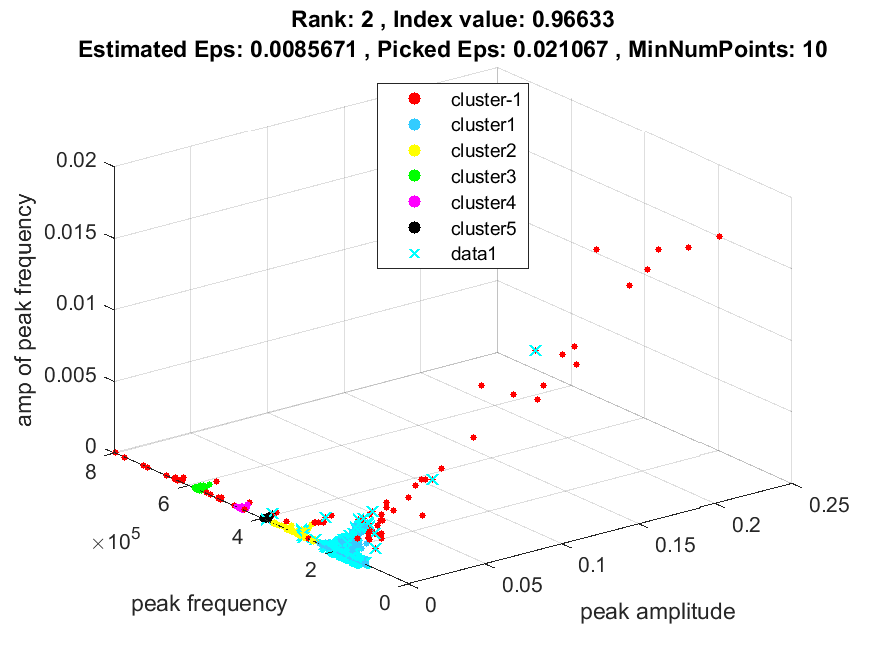 Rank: 2 , Index value: 0.96633
Estimated Eps: 0.0085671 , Picked Eps: 0.021067 , MinNumPoints: 10
cluster-1
cluster1
cluster2
cluster3
cluster4
cluster5
data1
amp of peak frequency
0.02
0.015
0.01
0.005
0
8
6
4
2
0
×10⁵
peak frequency
0
0.05
0.1
0.15
0.2
0.25
peak amplitude